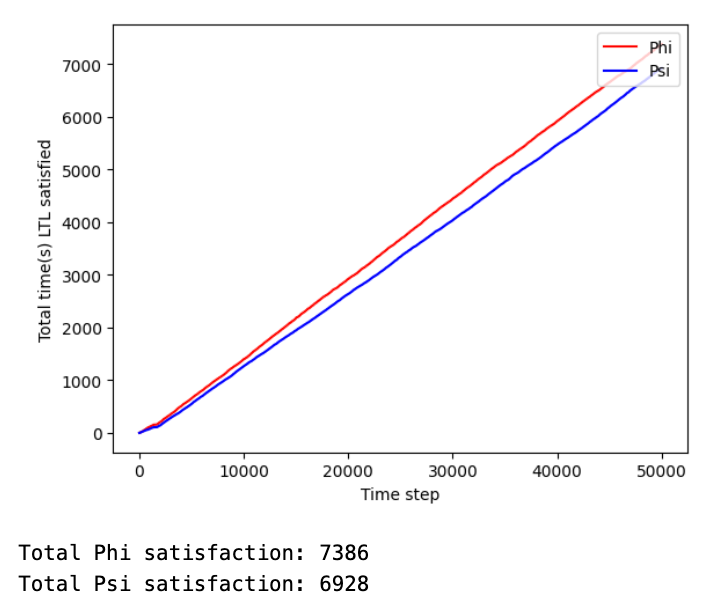 Phi
Psi
7000
6000
5000
4000
3000
2000
1000
0
Total time(s) LTL satisfied
0 10000 20000 30000 40000 50000
Time step
Total Phi satisfaction: 7386
Total Psi satisfaction: 6928